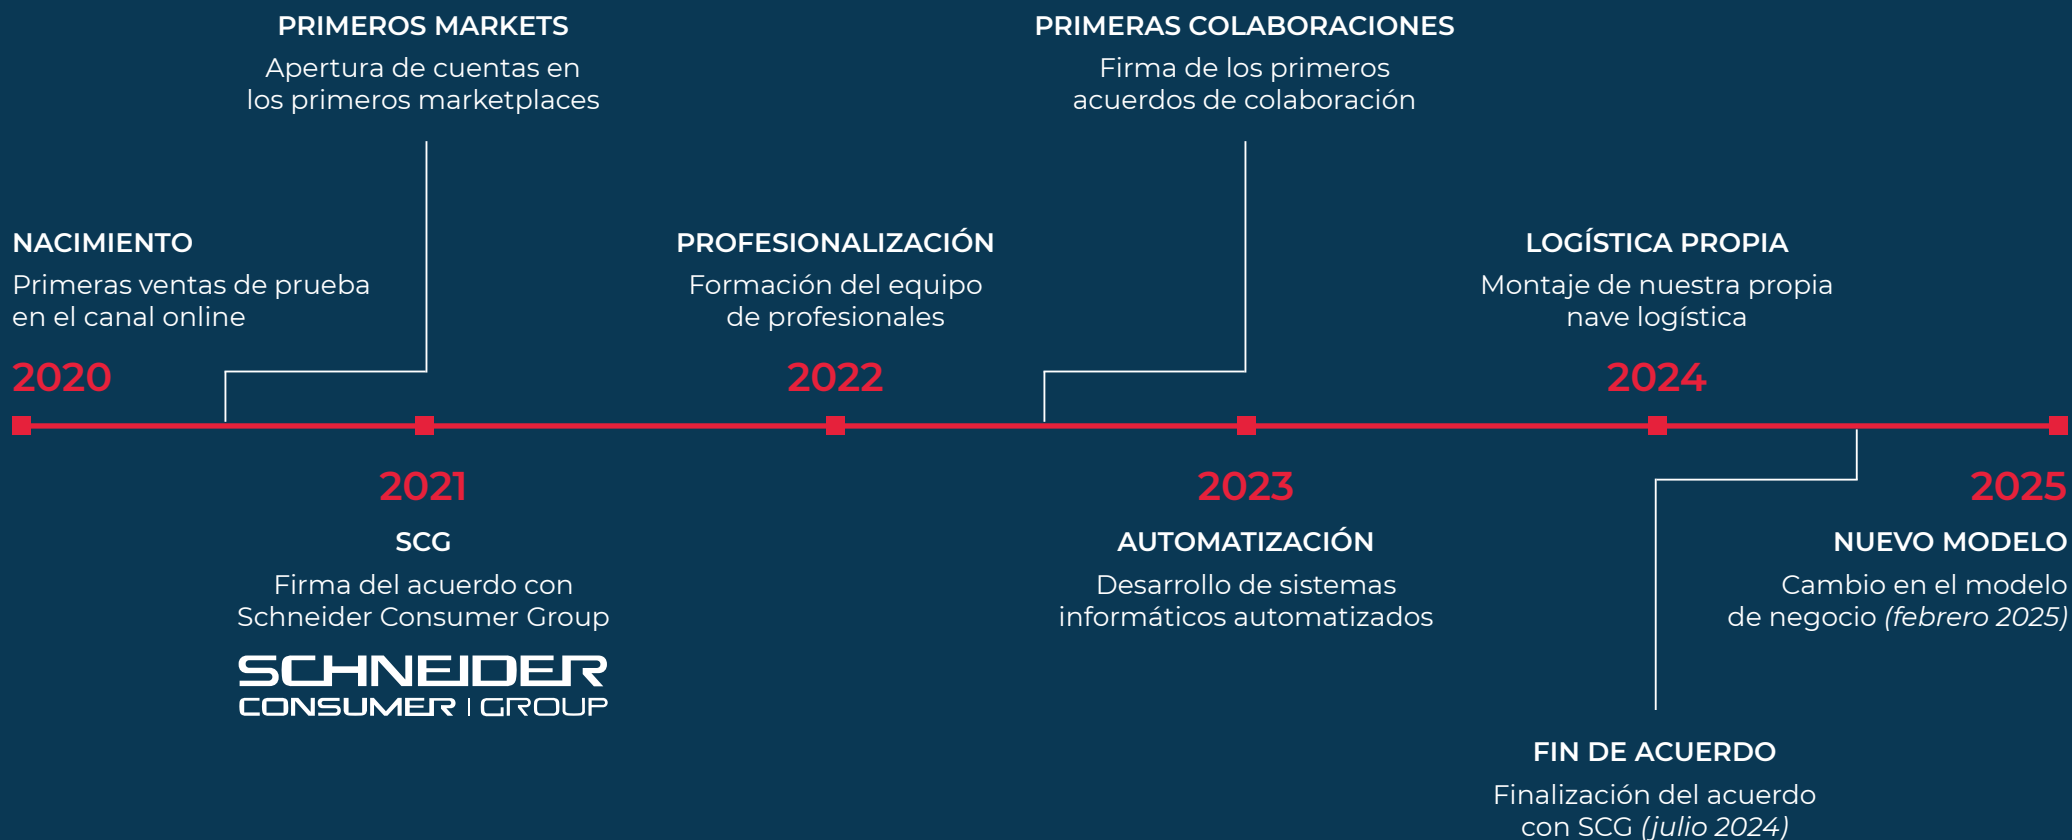 PRIMEROS MARKETS
Apertura de cuentas en
los primeros marketplaces
PRIMERAS COLABORACIONES
Firma de los primeros
acuerdos de colaboración
NACIMIENTO
Primeras ventas de prueba
en el canal online
2020
PROFESIONALIZACIÓN
Formación del equipo
de profesionales
2022
LOGÍSTICA PROPIA
Montaje de nuestra propia
nave logística
2024
2021
SCG
Firma del acuerdo con
Schneider Consumer Group
SCHNEIDER
CONSUMER | GROUP
2023
AUTOMATIZACIÓN
Desarrollo de sistemas
informáticos automatizados
2025
NUEVO MODELO
Cambio en el modelo
de negocio (febrero 2025)
FIN DE ACUERDO
Finalización del acuerdo
con SCG (julio 2024)